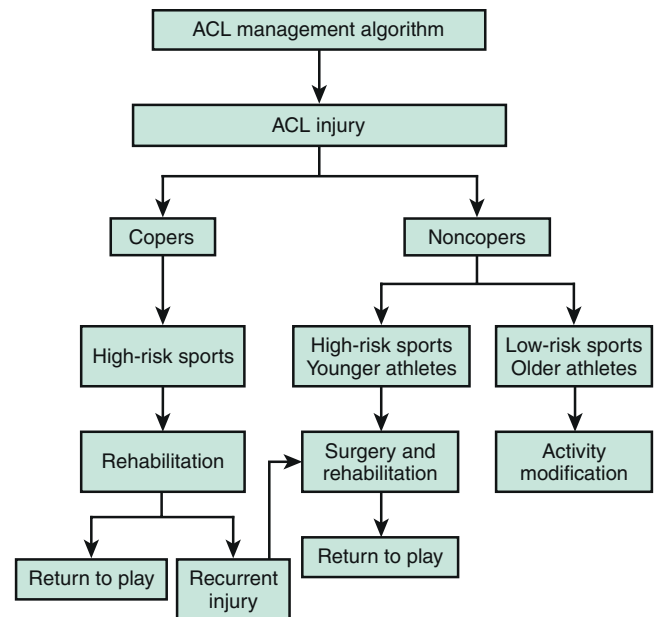 ACL management algorithm
ACL injury
Copers
Noncopers
High-risk sports
High-risk sports
Younger athletes
Low-risk sports
Older athletes
Rehabilitation
Surgery and
rehabilitation
Activity
modification
Return to play
Recurrent
injury
Return to play